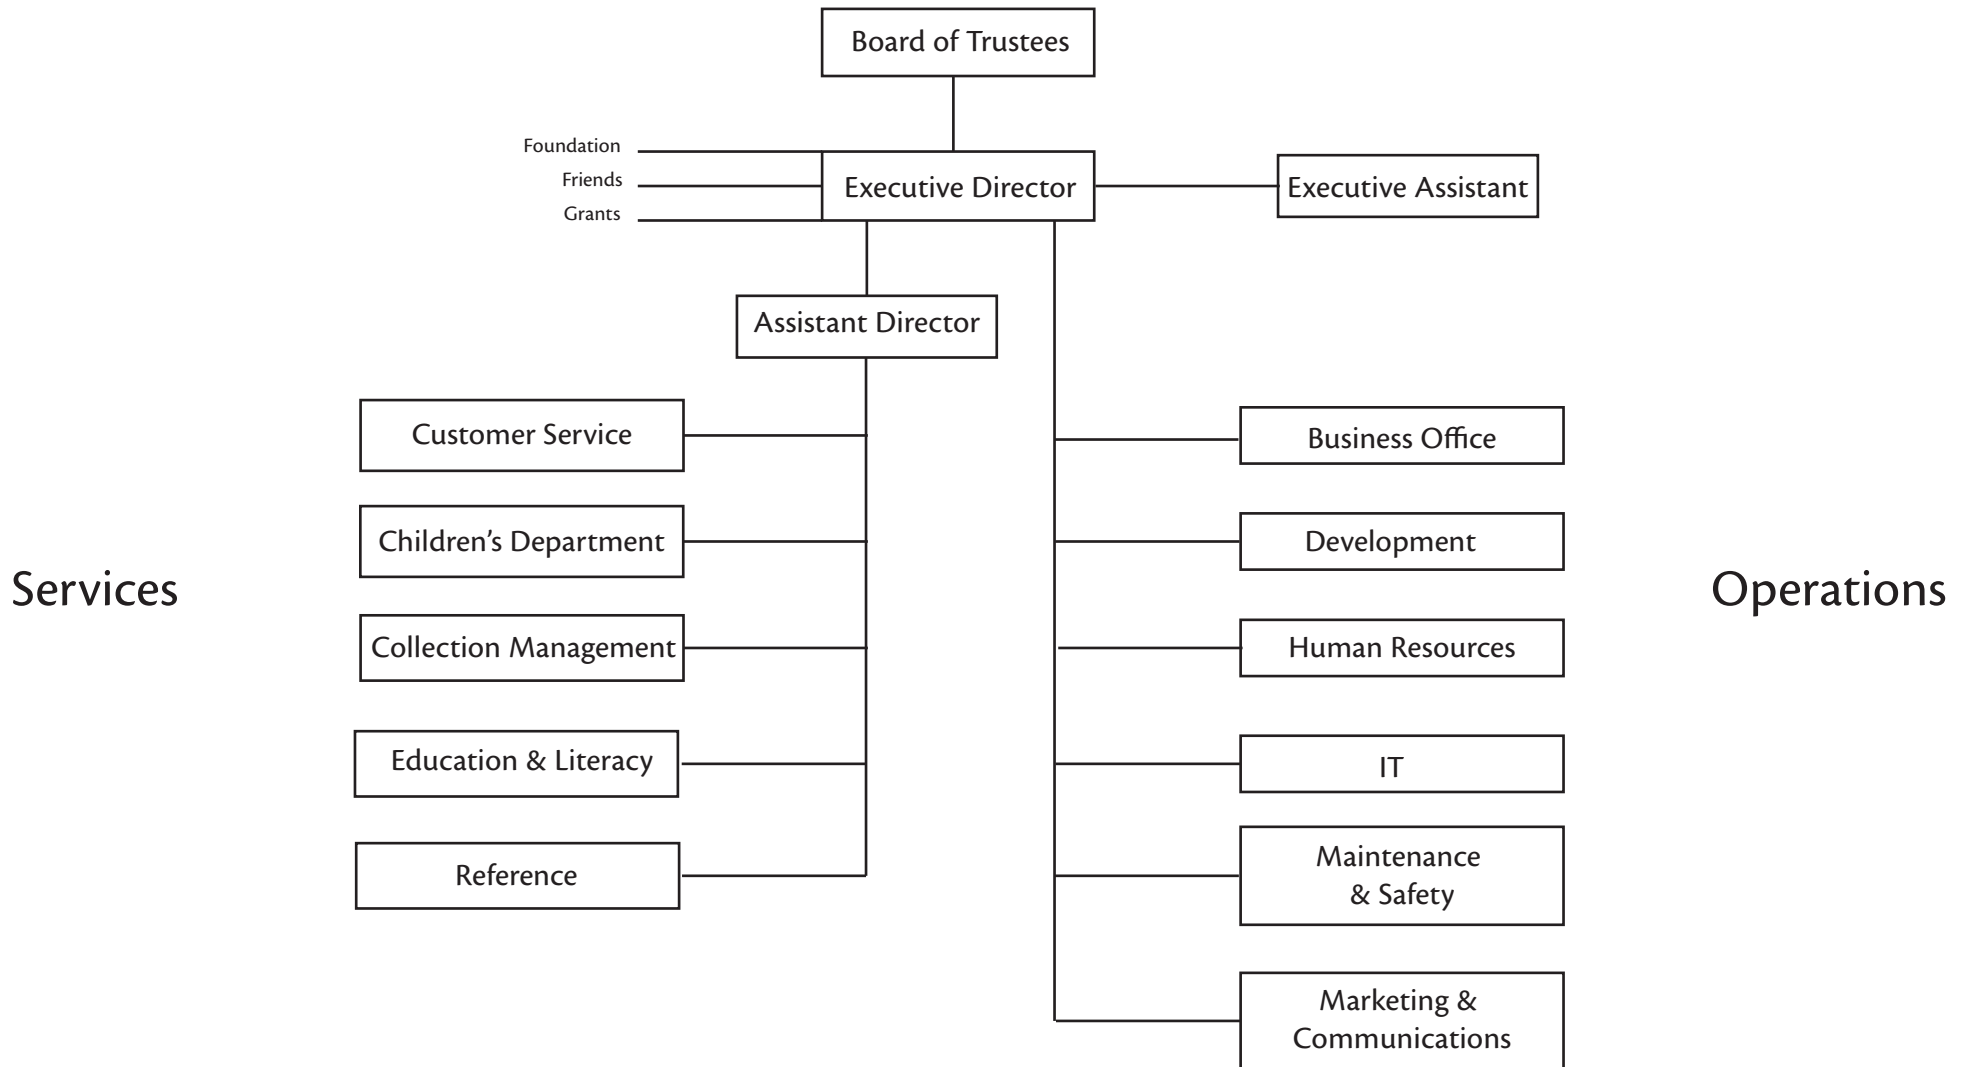 Board of Trustees
Foundation
Friends
Grants
Executive Director
Executive Assistant
Assistant Director
Services
Customer Service
Children’s Department
Collection Management
Education & Literacy
Reference
Business Office
Development
Human Resources
IT
Maintenance
& Safety
Marketing &
Communications
Operations